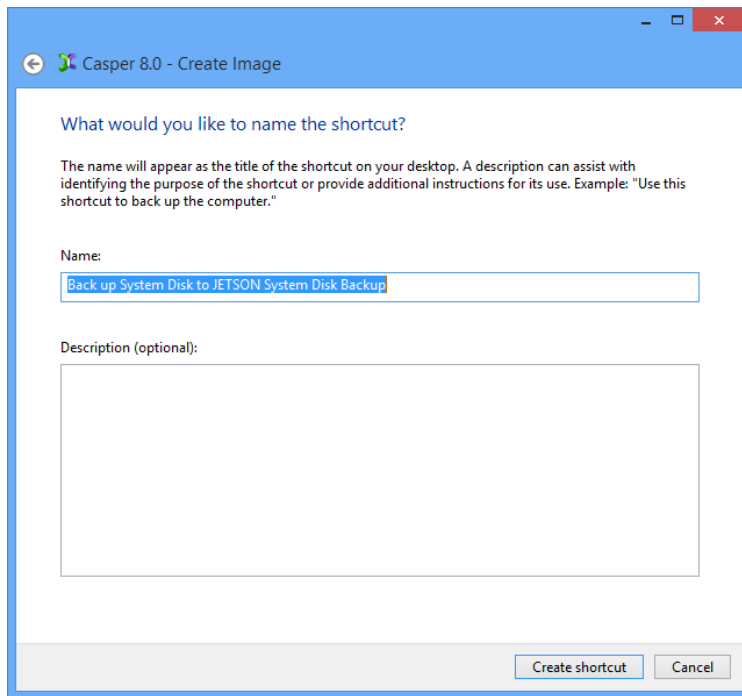 Casper 8.0 - Create Image
What would you like to name the shortcut?
The name will appear as the title of the shortcut on your desktop. A description can assist with
identifying the purpose of the shortcut or provide additional instructions for its use. Example: "Use this
shortcut to back up the computer."
Name:
Back up System Disk to JETSON System Disk Backup
Description (optional):
Create shortcut Cancel